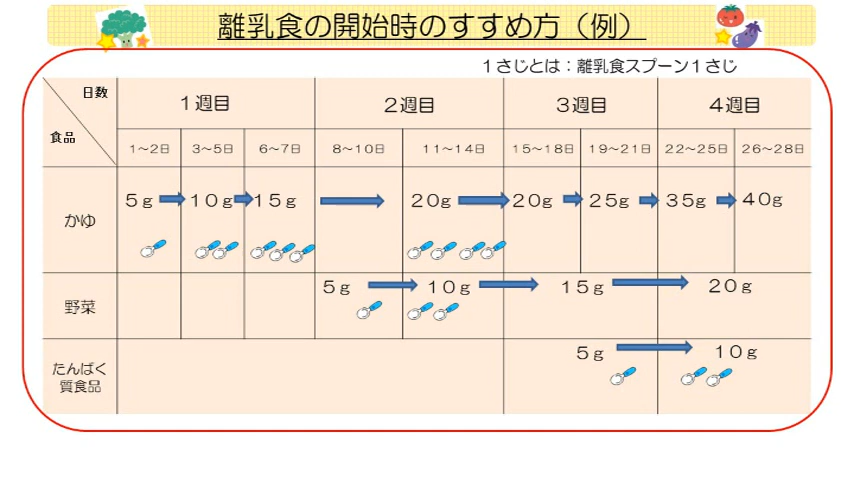 離乳食の開始時のすすめ方（例）
１さじとは：離乳食スプーン１さじ
日数
食品
１週目 ２週目 ３週目 ４週目
1～2日 3～5日 6～7日 8～10日 11～14日 15～18日 19～21日 22～25日 26～28日
かゆ 5ｇ 10ｇ 15ｇ 20g 20g 25g 35g 40g
野菜 5ｇ 10ｇ 15ｇ 20ｇ
たんぱく
質食品
5ｇ 10ｇ